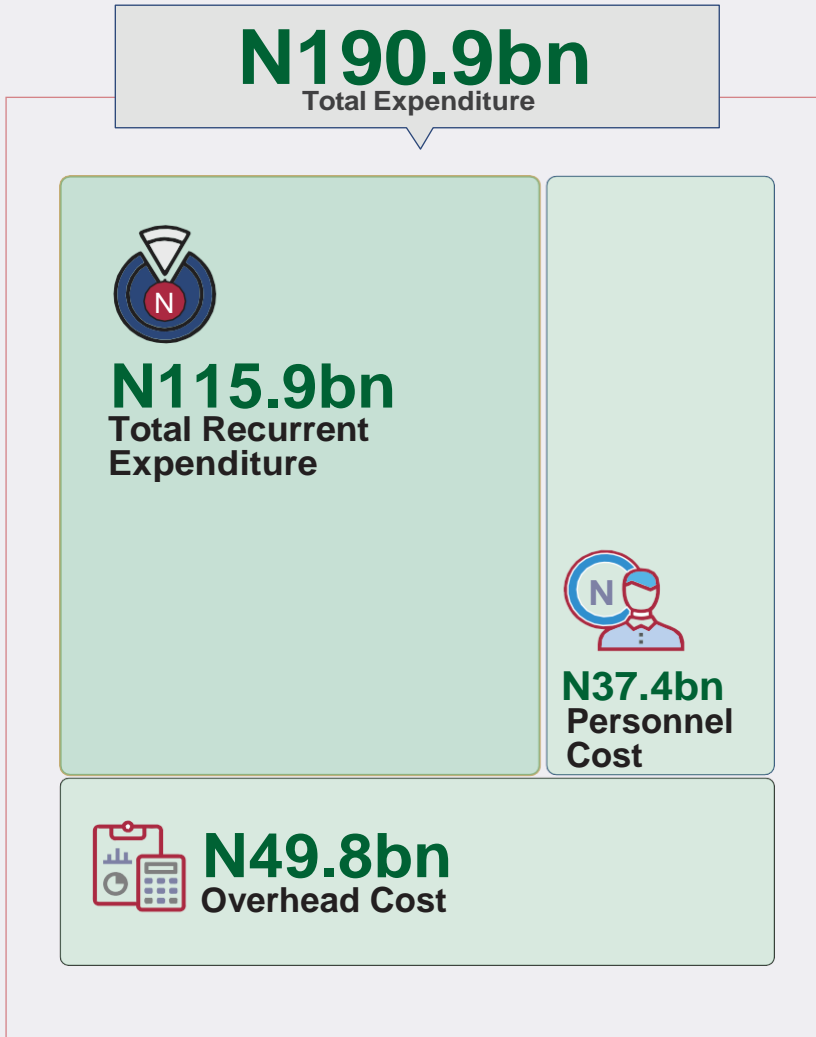 N190.9bn
Total Expenditure
N
N115.9bn
Total Recurrent
Expenditure
N
N37.4bn
Personnel
Cost
N49.8bn
Overhead Cost